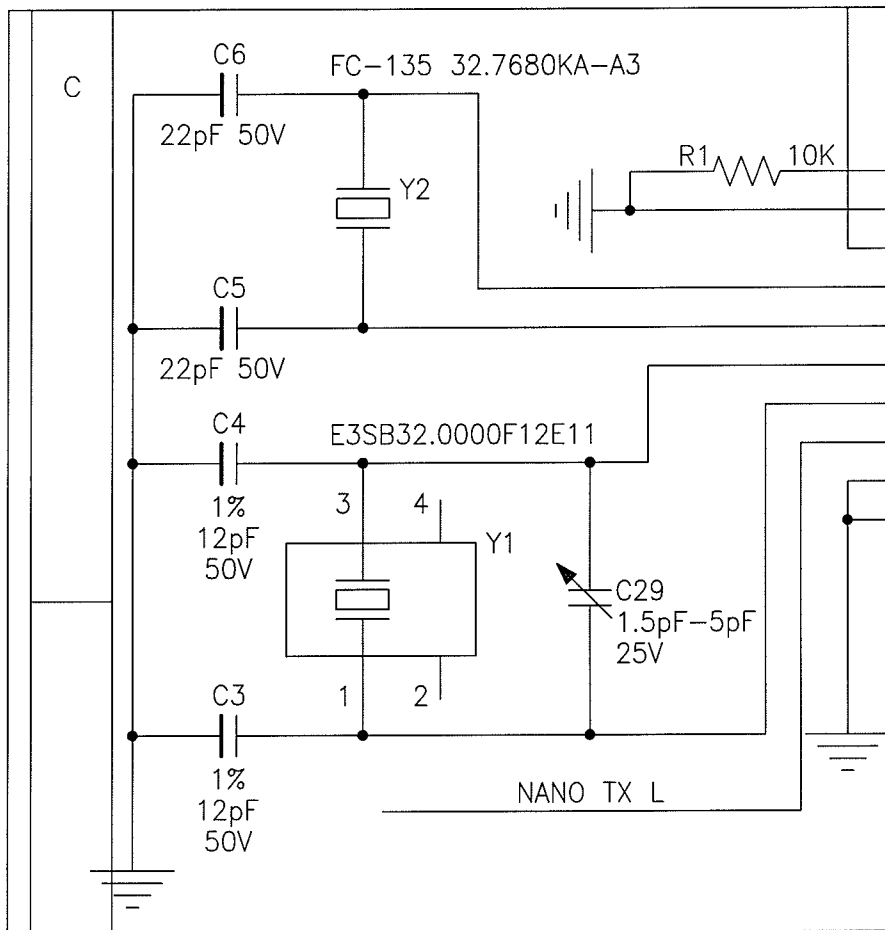 C
C6
FC-135 32.7680KA-A3
22pF 50V
Y2
R1 10K
C5
22pF 50V
C4
E3SB32.0000F12E11
1%
12pF
50V
3 4
Y1
C29
1.5pF-5pF
25V
1 2
C3
1%
12pF
50V
NANO TX L